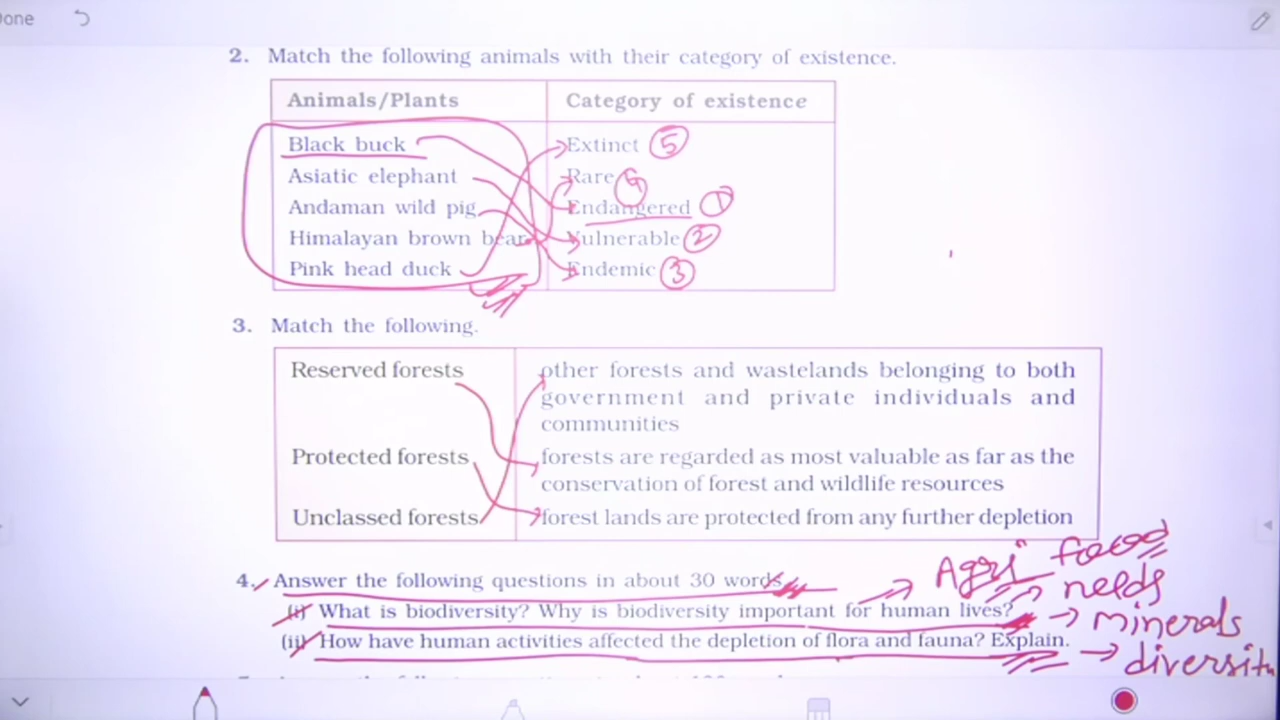 Done
2. Match the following animals with their category of existence.
Animals/Plants Category of existence
Black buck Extinct 5
Asiatic elephant Rare
Andaman wild pig Endangered 1
Himalayan brown bear Vulnerable 2
Pink head duck Endemic 3
3. Match the following.
Reserved forests other forests and wastelands belonging to both
government and private individuals and
communities
Protected forests forests are regarded as most valuable as far as the
conservation of forest and wildlife resources
Unclassed forests forest lands are protected from any further depletion
Agri food
needs
4. Answer the following questions in about 30 words
(i) What is biodiversity? Why is biodiversity important for human lives?
minerals
(ii) How have human activities affected the depletion of flora and fauna? Explain.
diversity